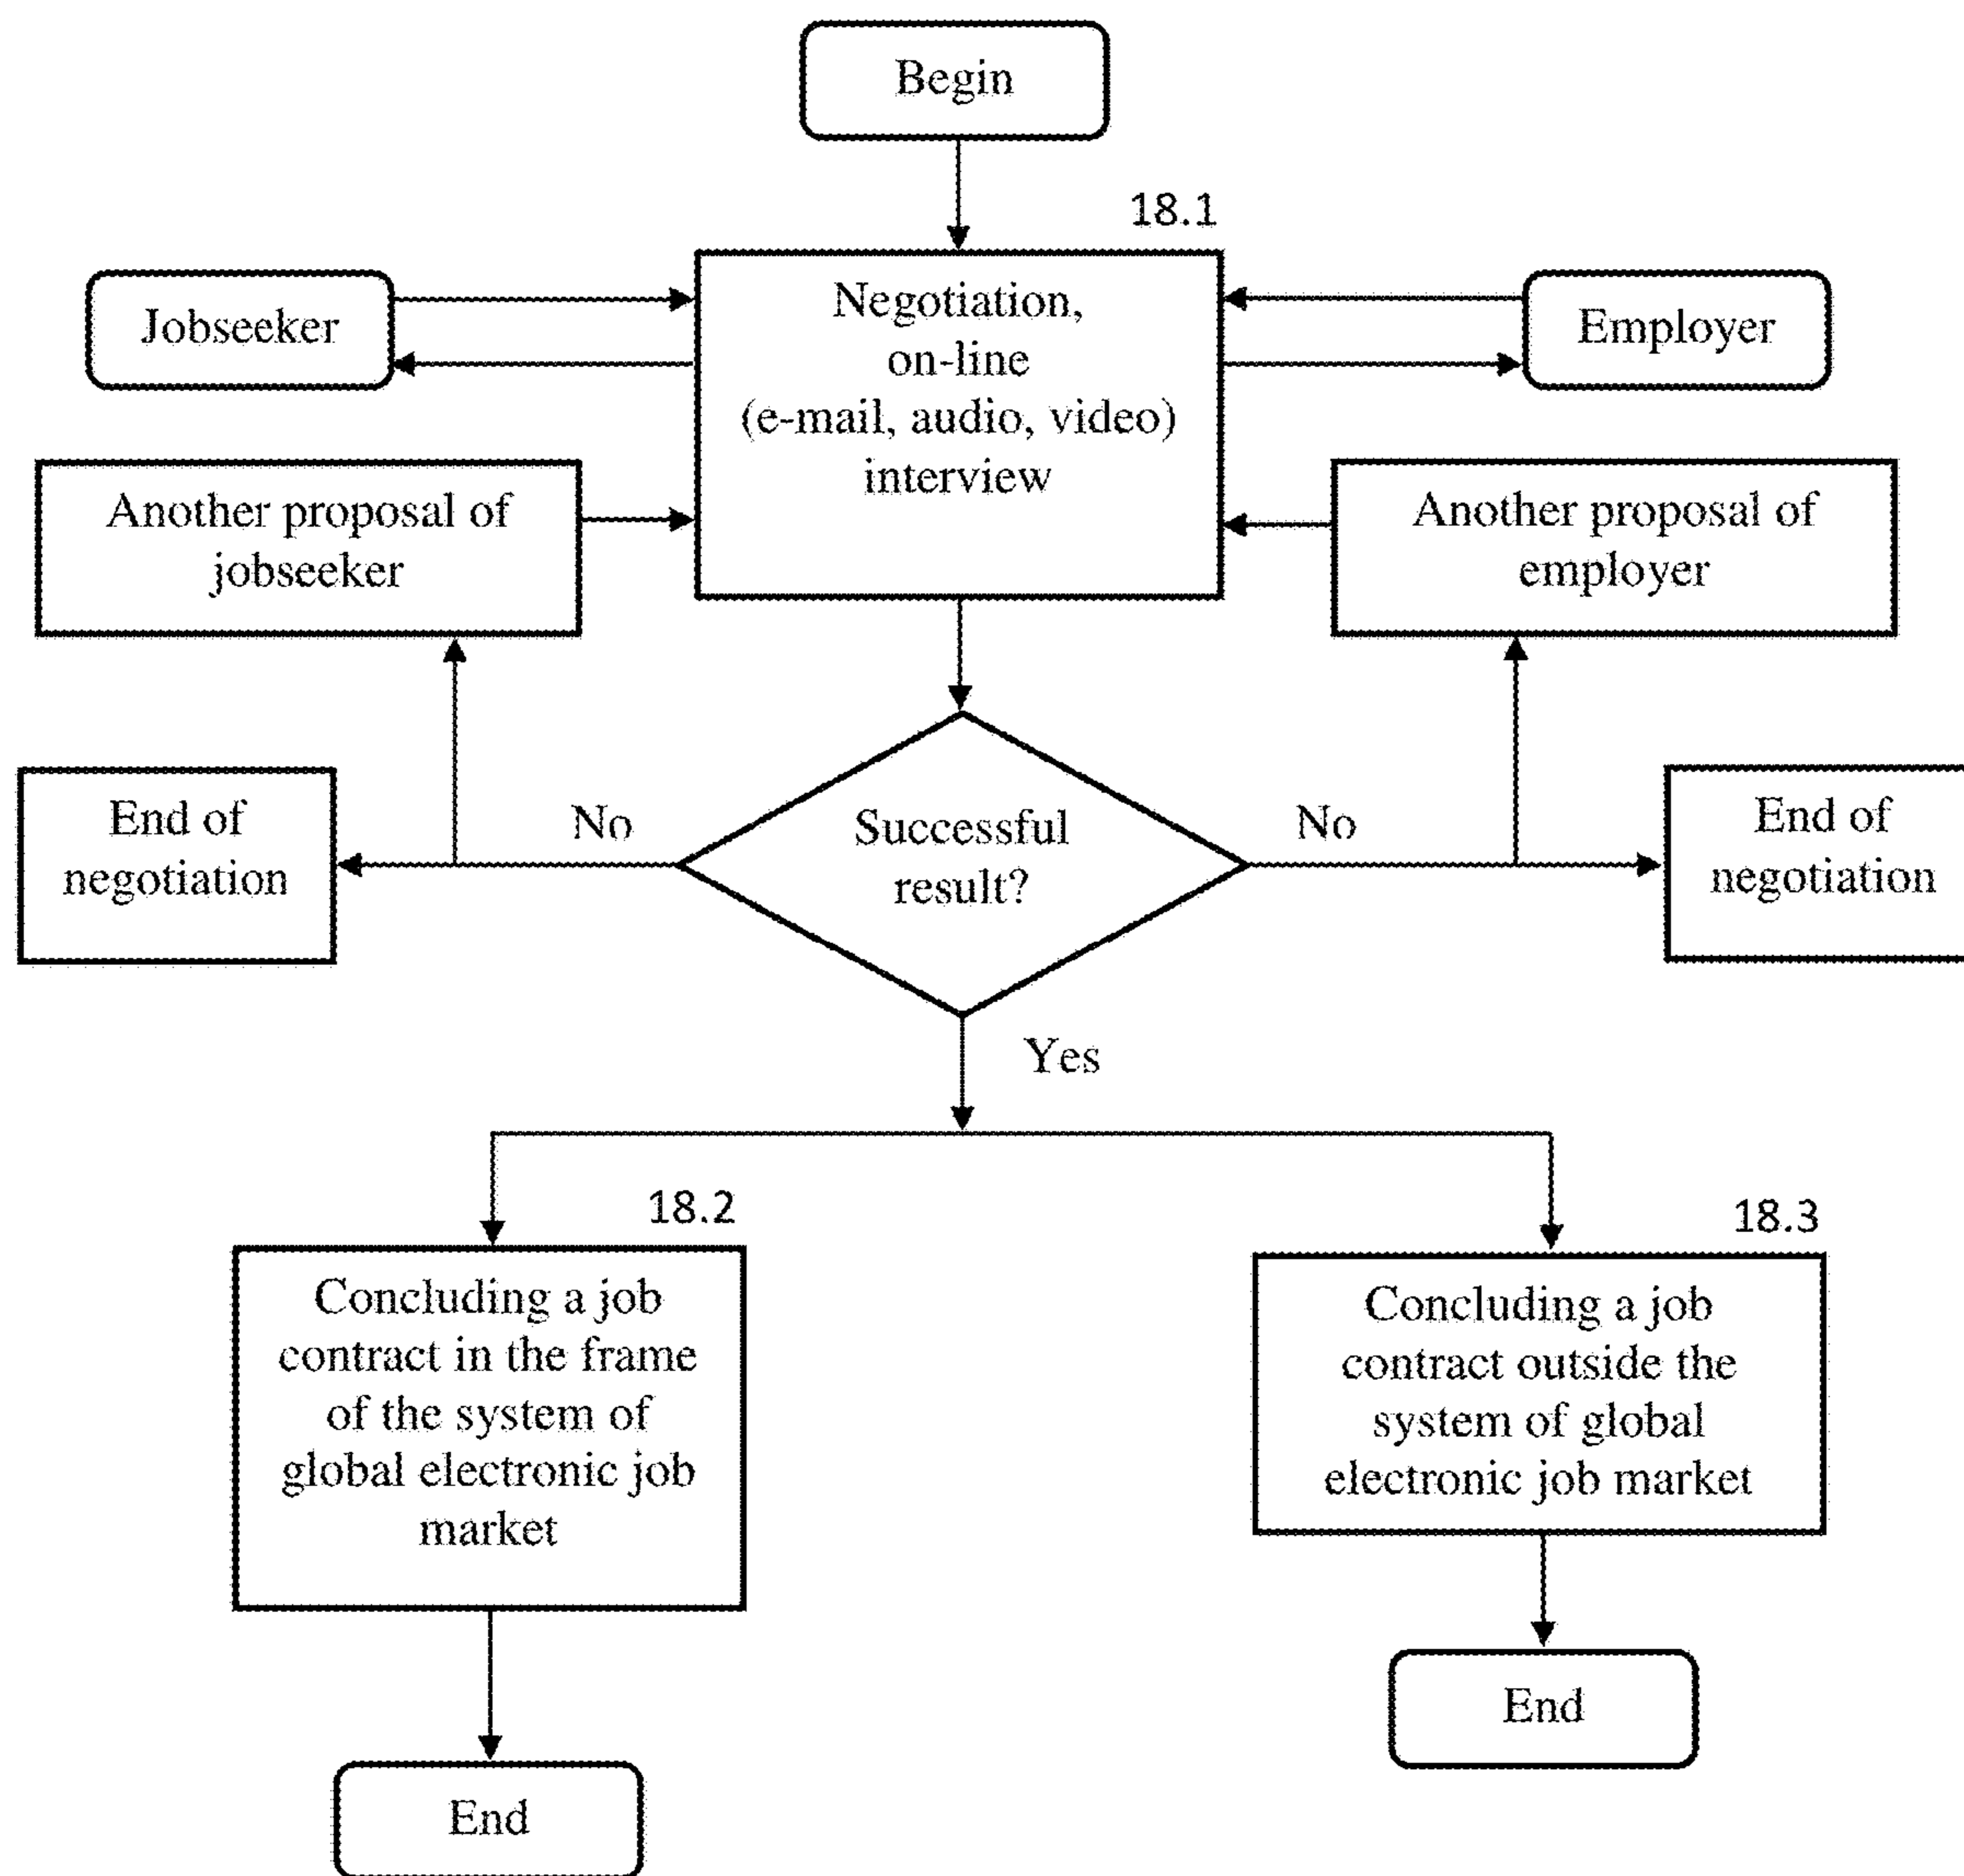 Begin
18.1
Jobseeker
Negotiation,
on-line
(e-mail, audio, video)
interview
Employer
Another proposal of
jobseeker
Another proposal of
employer
End of
negotiation
No
Successful
result?
No
End of
negotiation
Yes
18.2
18.3
Concluding a job
contract in the frame
of the system of
global electronic job
market
Concluding a job
contract outside the
system of global
electronic job market
End
End